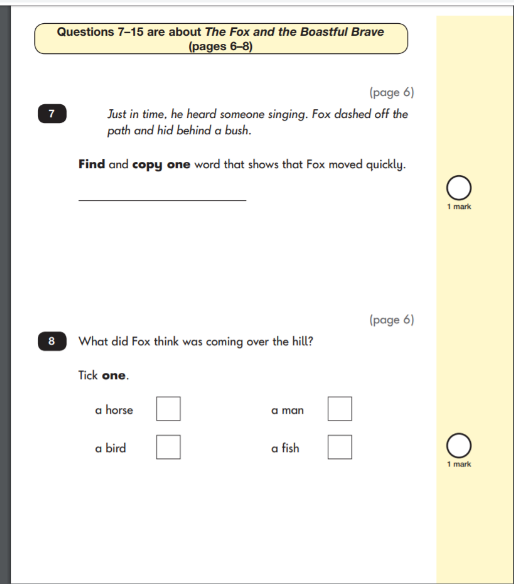 Questions 7–15 are about The Fox and the Boastful Brave
(pages 6–8)
(page 6)
7 Just in time, he heard someone singing. Fox dashed off the
path and hid behind a bush.
Find and copy one word that shows that Fox moved quickly.
1 mark
(page 6)
8 What did Fox think was coming over the hill?
Tick one.
a horse a man
a bird a fish
1 mark